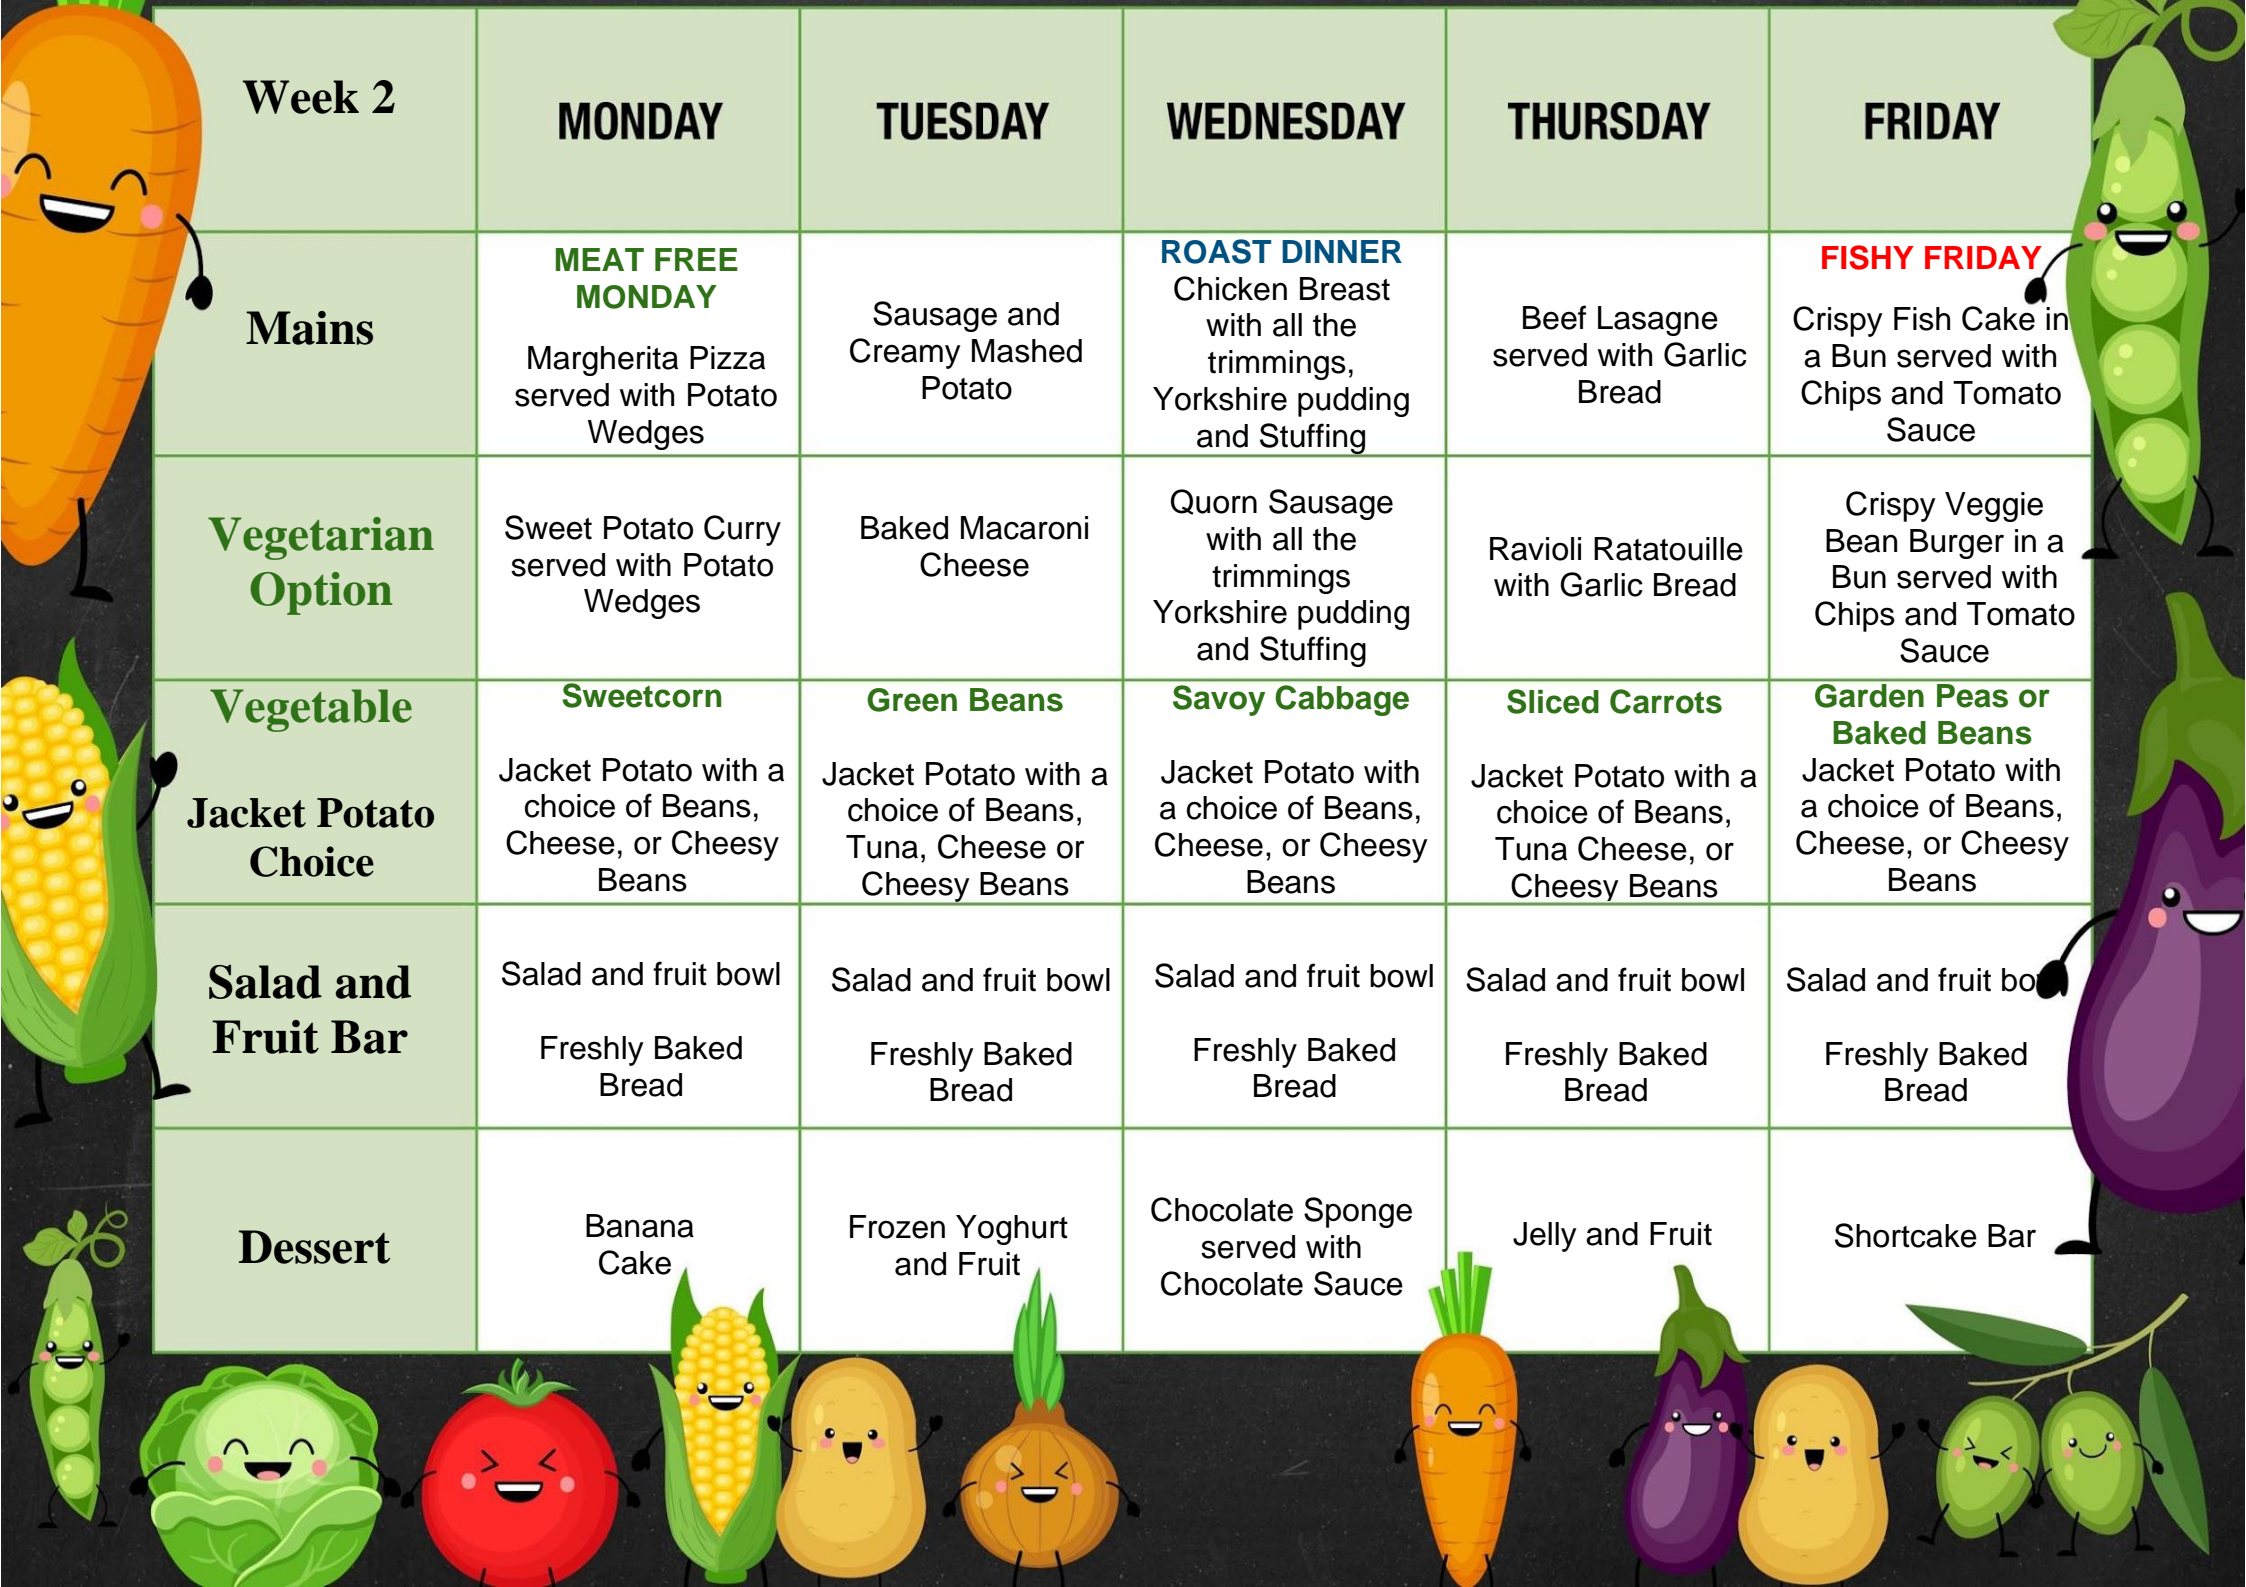 Week 2
MONDAY
TUESDAY
WEDNESDAY
THURSDAY
FRIDAY
Mains
MEAT FREE
MONDAY
Margherita Pizza
served with Potato
Wedges
Sausage and
Creamy Mashed
Potato
ROAST DINNER
Chicken Breast
with all the
trimmings,
Yorkshire pudding
and Stuffing
Beef Lasagne
served with Garlic
Bread
FISHY FRIDAY
Crispy Fish Cake in
a Bun served with
Chips and Tomato
Sauce
Vegetarian
Option
Sweet Potato Curry
served with Potato
Wedges
Baked Macaroni
Cheese
Quorn Sausage
with all the
trimmings
Yorkshire pudding
and Stuffing
Ravioli Ratatouille
with Garlic Bread
Crispy Veggie
Bean Burger in a
Bun served with
Chips and Tomato
Sauce
Vegetable
Jacket Potato
Choice
Sweetcorn
Jacket Potato with a
choice of Beans,
Cheese, or Cheesy
Beans
Green Beans
Jacket Potato with a
choice of Beans,
Tuna, Cheese or
Cheesy Beans
Savoy Cabbage
Jacket Potato with
a choice of Beans,
Cheese, or Cheesy
Beans
Sliced Carrots
Jacket Potato with a
choice of Beans,
Tuna Cheese, or
Cheesy Beans
Garden Peas or
Baked Beans
Jacket Potato with
a choice of Beans,
Cheese, or Cheesy
Beans
Salad and
Fruit Bar
Salad and fruit bowl
Freshly Baked
Bread
Salad and fruit bowl
Freshly Baked
Bread
Salad and fruit bowl
Freshly Baked
Bread
Salad and fruit bowl
Freshly Baked
Bread
Salad and fruit bowl
Freshly Baked
Bread
Dessert
Banana
Cake
Frozen Yoghurt
and Fruit
Chocolate Sponge
served with
Chocolate Sauce
Jelly and Fruit
Shortcake Bar